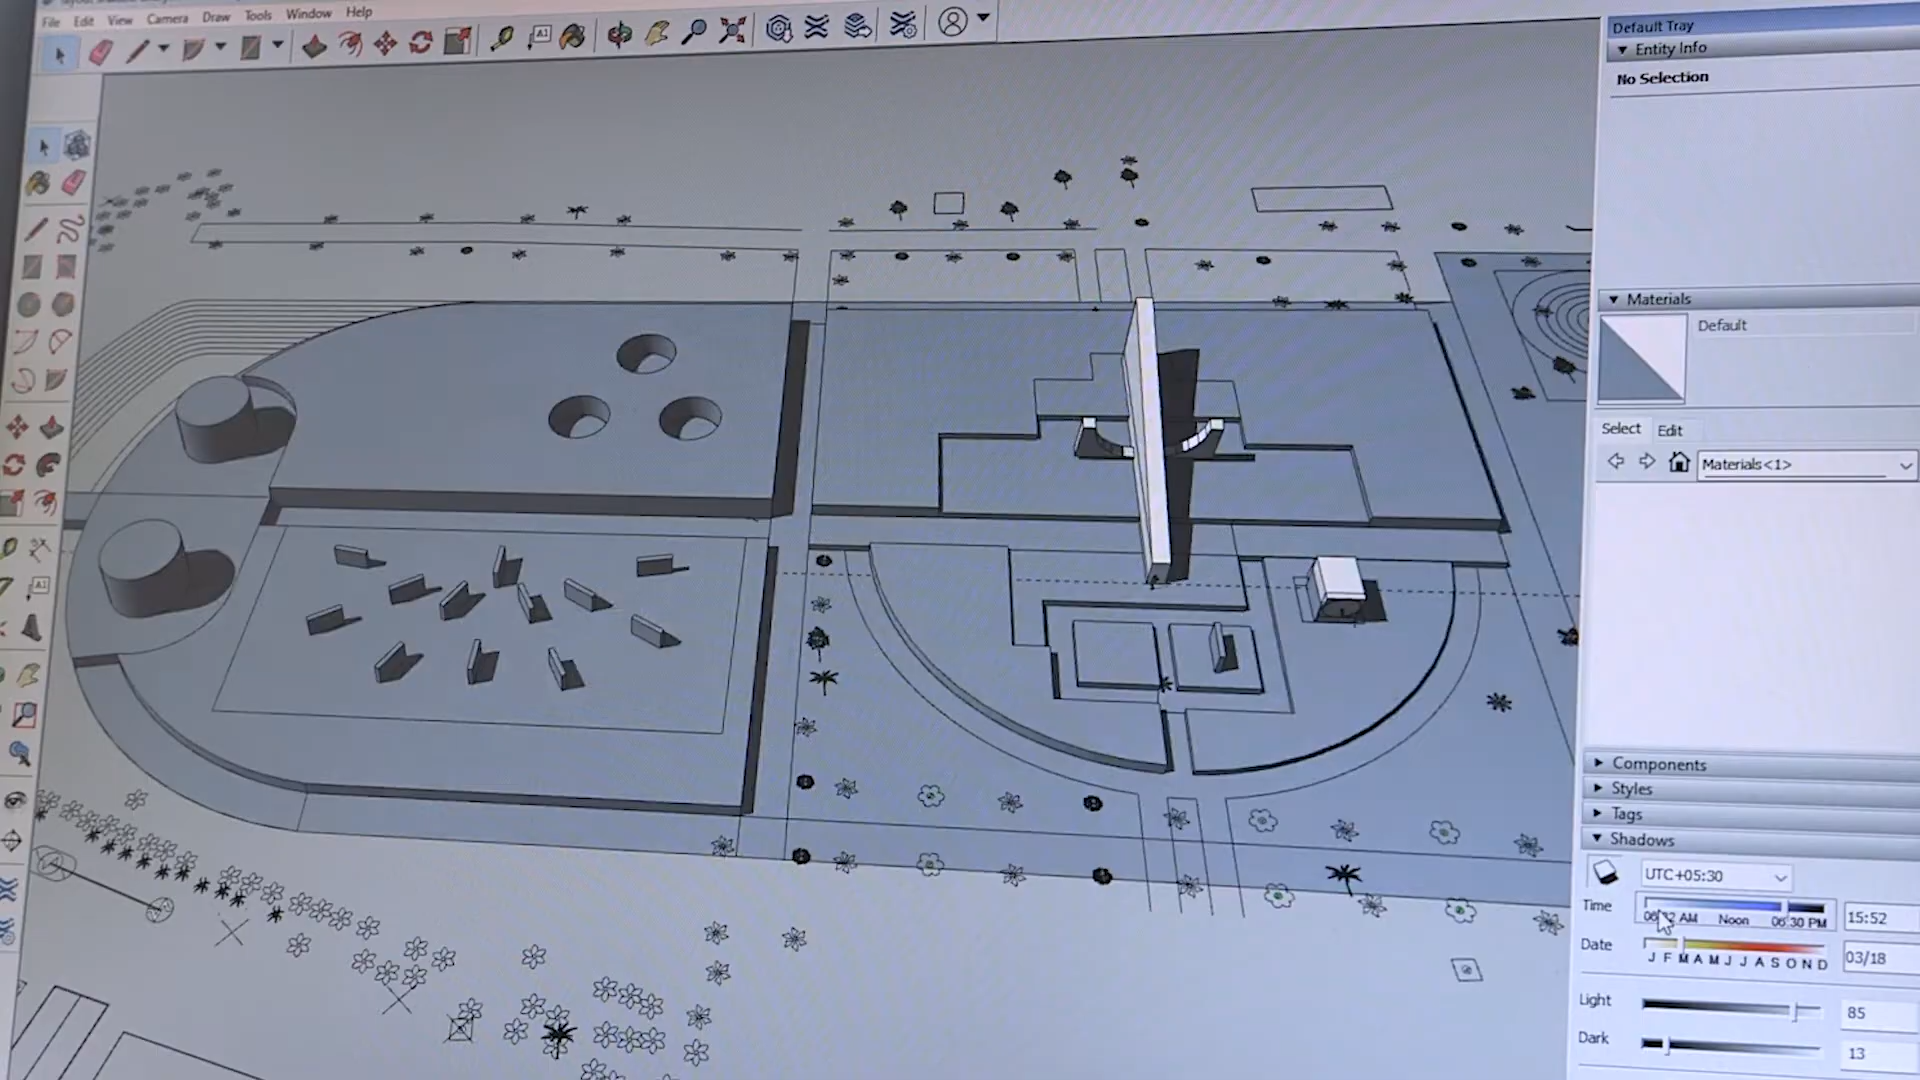 File Edit View Camera Draw Tools Window Help
A1
Default Tray
Entity Info
No Selection
Materials
Default
Select Edit
Materials<1>
A1
Components
Styles
Tags
Shadows
UTC+05:30
Time
AM Noon 06:30 PM
15:52
Date
J F M A M J J A S O N D
03/18
Light
85
Dark
13